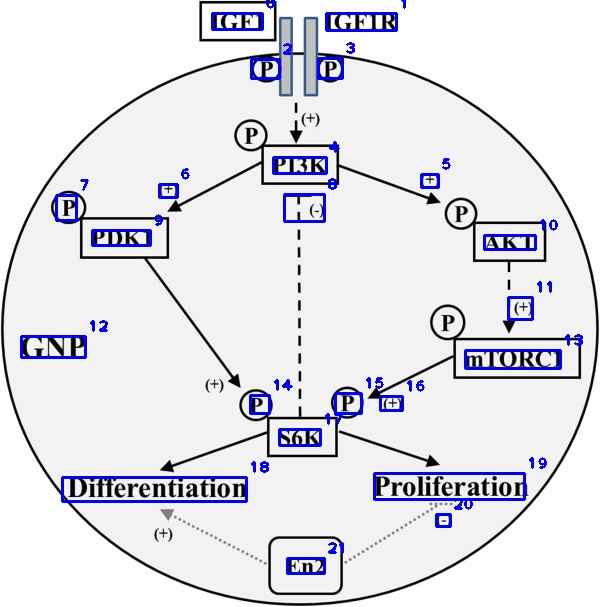 0
1
IGF1
IGF1R
P
2
3
P
(+)
P
4
PI3K
6
5
+
+
7
P
8
(-)
P
9
PDK1
10
AKT
11
(+)
P
12
GNP
13
mTORC1
(+)
14
15
16
P
P
(+)
17
S6K
18
19
Differentiation
Proliferation
20
(+)
-
21
En2